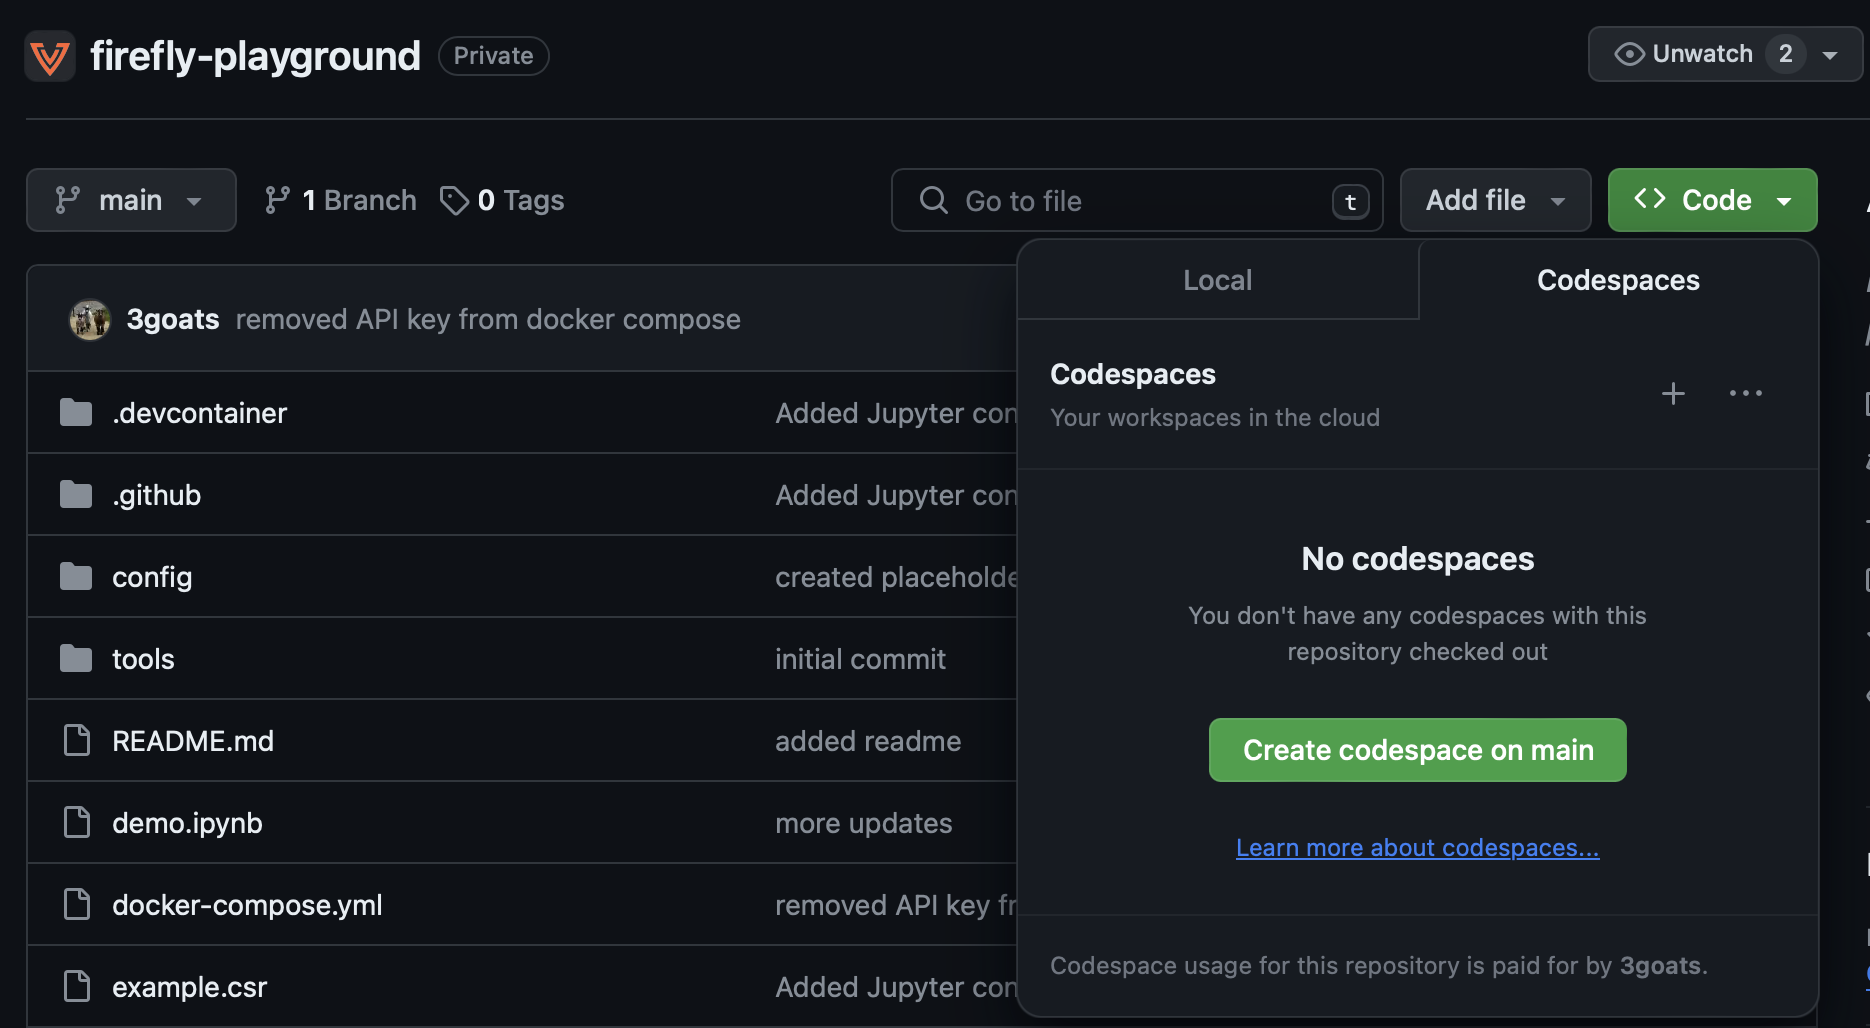 firefly-playground Private Unwatch 2
main 1 Branch 0 Tags Go to file t Add file Code
Local Codespaces
3goats removed API key from docker compose
Codespaces
Your workspaces in the cloud
.devcontainer Added Jupyter con
.github Added Jupyter con
No codespaces
config created placeholde
You don't have any codespaces with this
repository checked out
tools initial commit
README.md added readme
Create codespace on main
demo.ipynb more updates
Learn more about codespaces...
docker-compose.yml removed API key fr
Codespace usage for this repository is paid for by 3goats.
example.csr Added Jupyter con